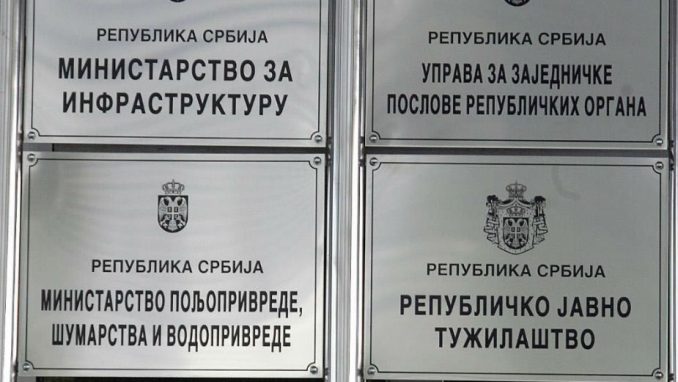 РЕПУБЛИКА СРБИЈА
МИНИСТАРСТВО ЗА
ИНФРАСТРУКТУРУ
РЕПУБЛИКА СРБИЈА
УПРАВА ЗА ЗАЈЕДНИЧКЕ
ПОСЛОВЕ РЕПУБЛИЧКИХ ОРГАНА
РЕПУБЛИКА СРБИЈА
МИНИСТАРСТВО ПОЉОПРИВРЕДЕ,
ШУМАРСТВА И ВОДОПРИВРЕДЕ
РЕПУБЛИКА СРБИЈА
РЕПУБЛИЧКО ЈАВНО
ТУЖИЛАШТВО